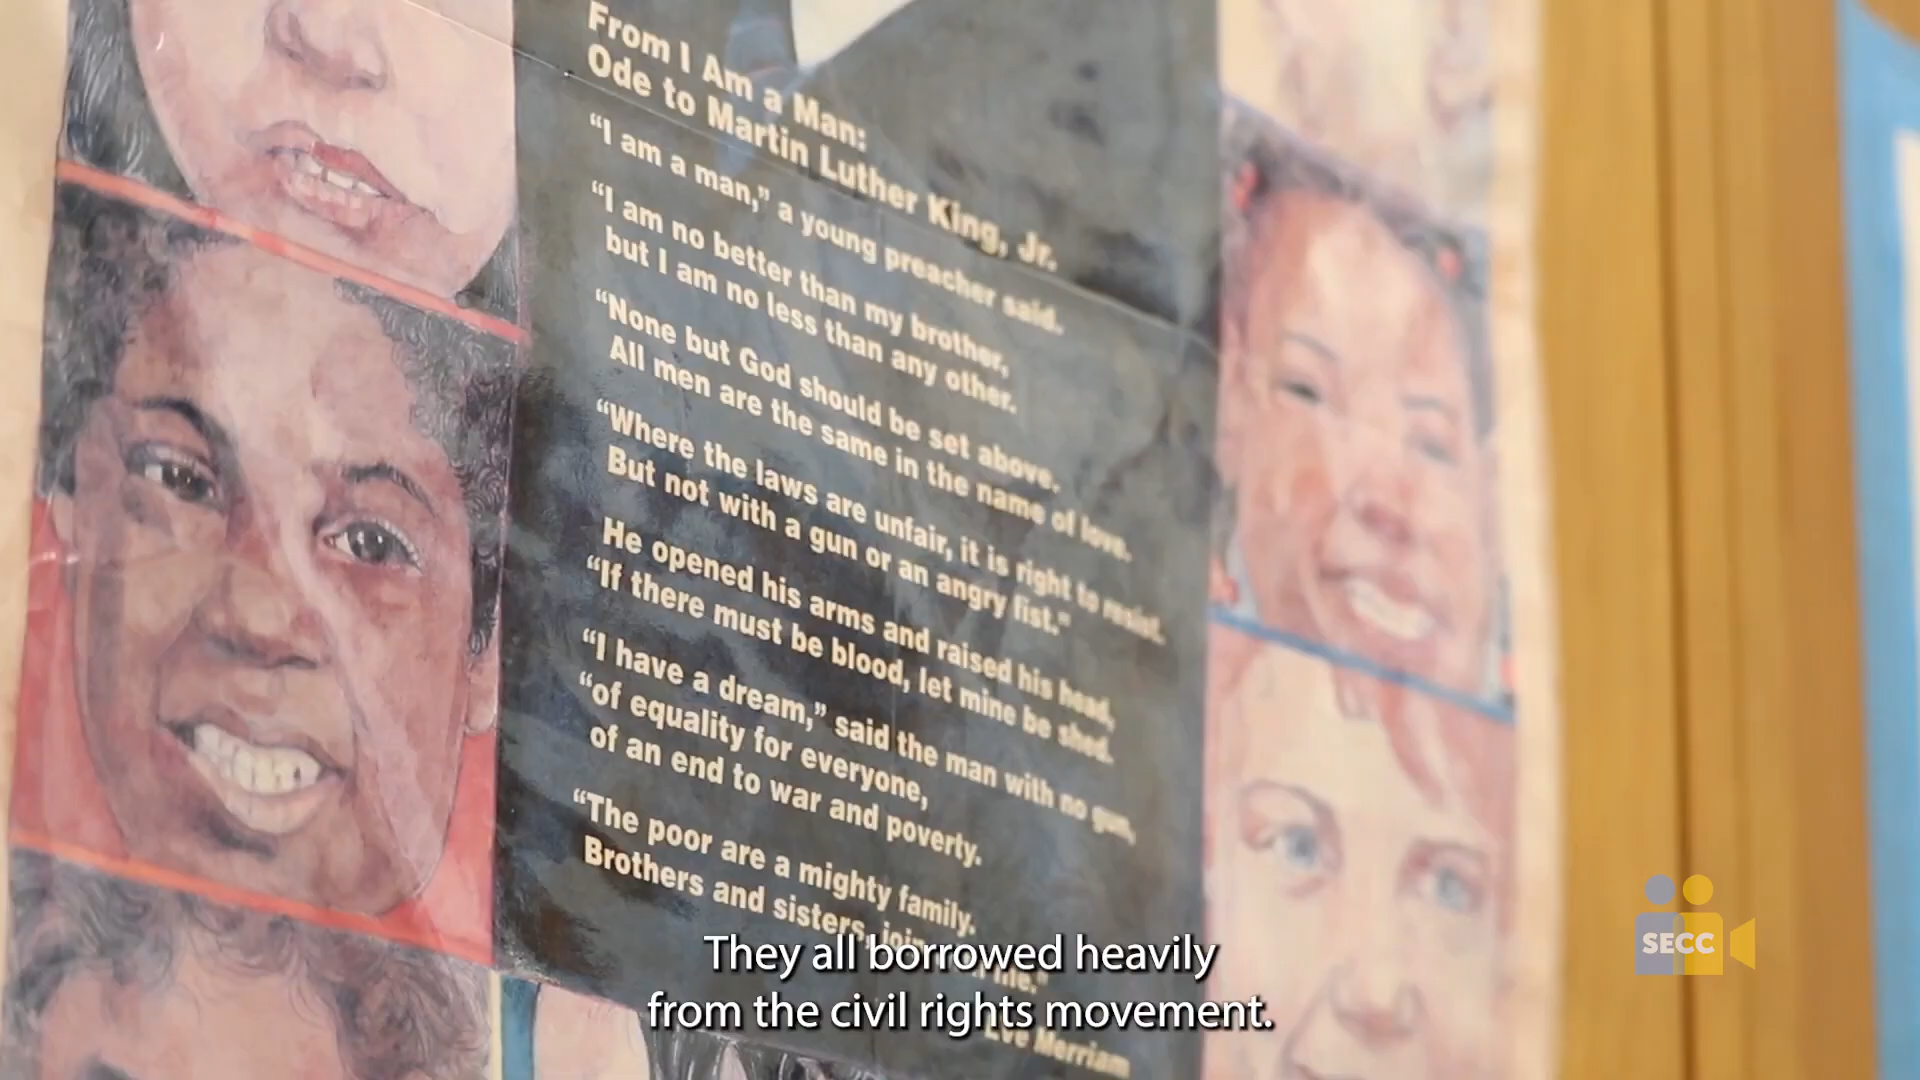 From I Am a Man:
Ode to Martin Luther King, Jr.
“I am a man,” a young preacher said.
“I am no better than my brother,
but I am no less than any other.
“None but God should be set above.
All men are the same in the name of love.
“Where the laws are unfair, it is right to resist.
But not with a gun or an angry fist.”
He opened his arms and raised his head,
“If there must be blood, let mine be shed.
“I have a dream,” said the man with no gun,
“of equality for everyone,
of an end to war and poverty.
“The poor are a mighty family.
Brothers and sisters, join
me.”
Eve Merriam
They all borrowed heavily
from the civil rights movement.
SECC